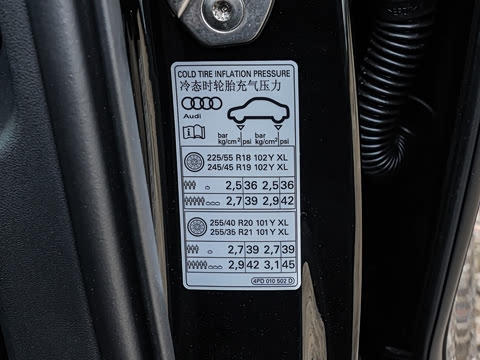 COLD TIRE INFLATION PRESSURE
冷态时轮胎充气压力
Audi
bar kg/cm² psi bar kg/cm² psi
225/55 R18 102Y XL
245/45 R19 102Y XL
2,5 36 2,5 36
2,7 39 2,9 42
255/40 R20 101Y XL
255/35 R21 101Y XL
2,7 39 2,7 39
2,9 42 3,1 45
4PD 010 502 D